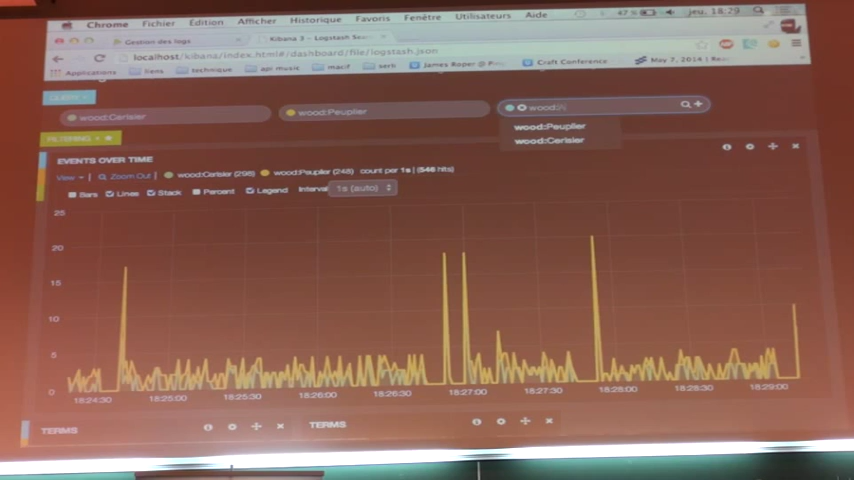 Chrome Fichier Édition Afficher Historique Favoris Fenêtre Utilisateurs Aide 47 % jeu. 18:29
Gestion des logs Kibana 3 - Logstash Sea
localhost/kibana/index.html#/dashboard/file/logstash.json
Applications liens technique api music macif James Roper @ Craft Conference May 7, 2014
QUERY
wood:Cerisier wood:Peuplier wood:
wood:Peuplier
wood:Cerisier
FILTERING
EVENTS OVER TIME
View Zoom Out wood:Cerisier (298) wood:Peuplier (248) count per 1s (546 hits)
Bars Lines Stack Percent Legend Interval 1s (auto)
25
20
15
10
5
0
18:24:30 18:25:00 18:25:30 18:26:00 18:26:30 18:27:00 18:27:30 18:28:00 18:28:30 18:29:00
TERMS TERMS